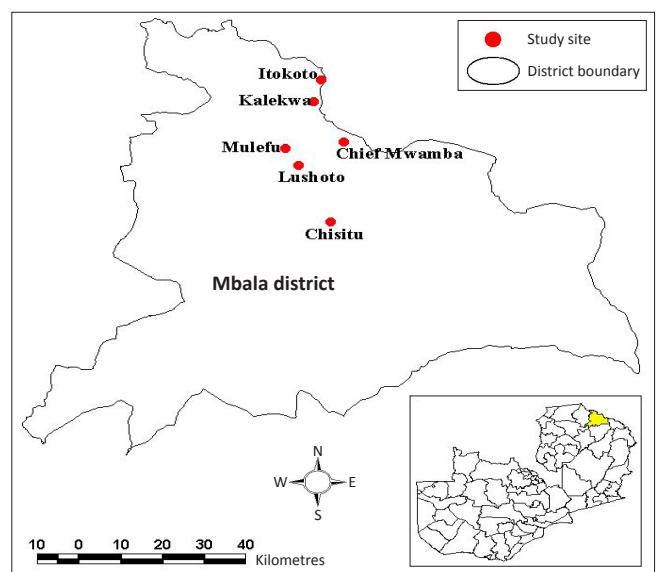 Study site
District boundary
Itokoto
Kalekwa
Mulefu
Chief Mwamba
Lushoto
Chisitu
Mbala district
N
W E
S
10 0 10 20 30 40
Kilometres